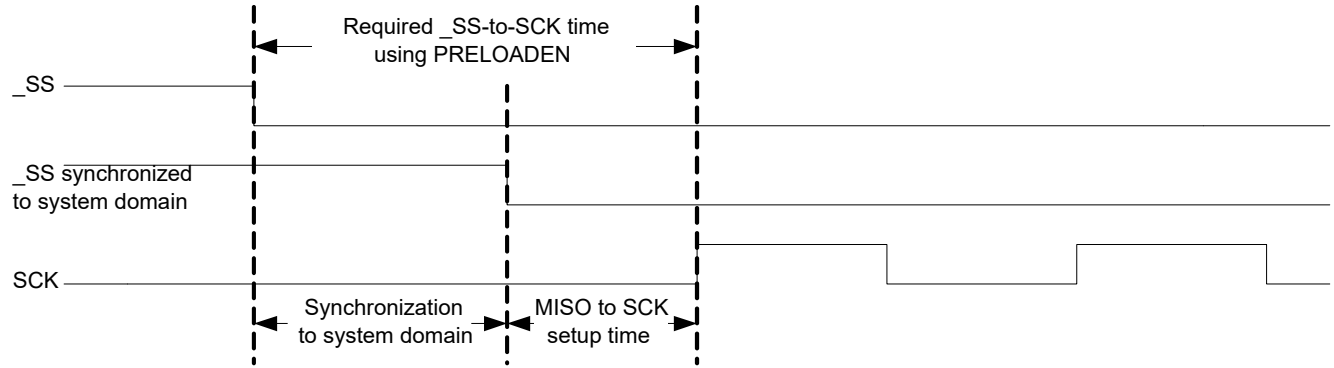 Required _SS-to-SCK time
using PRELOADEN
_SS
_SS synchronized
to system domain
SCK
Synchronization
to system domain
MISO to SCK
setup time